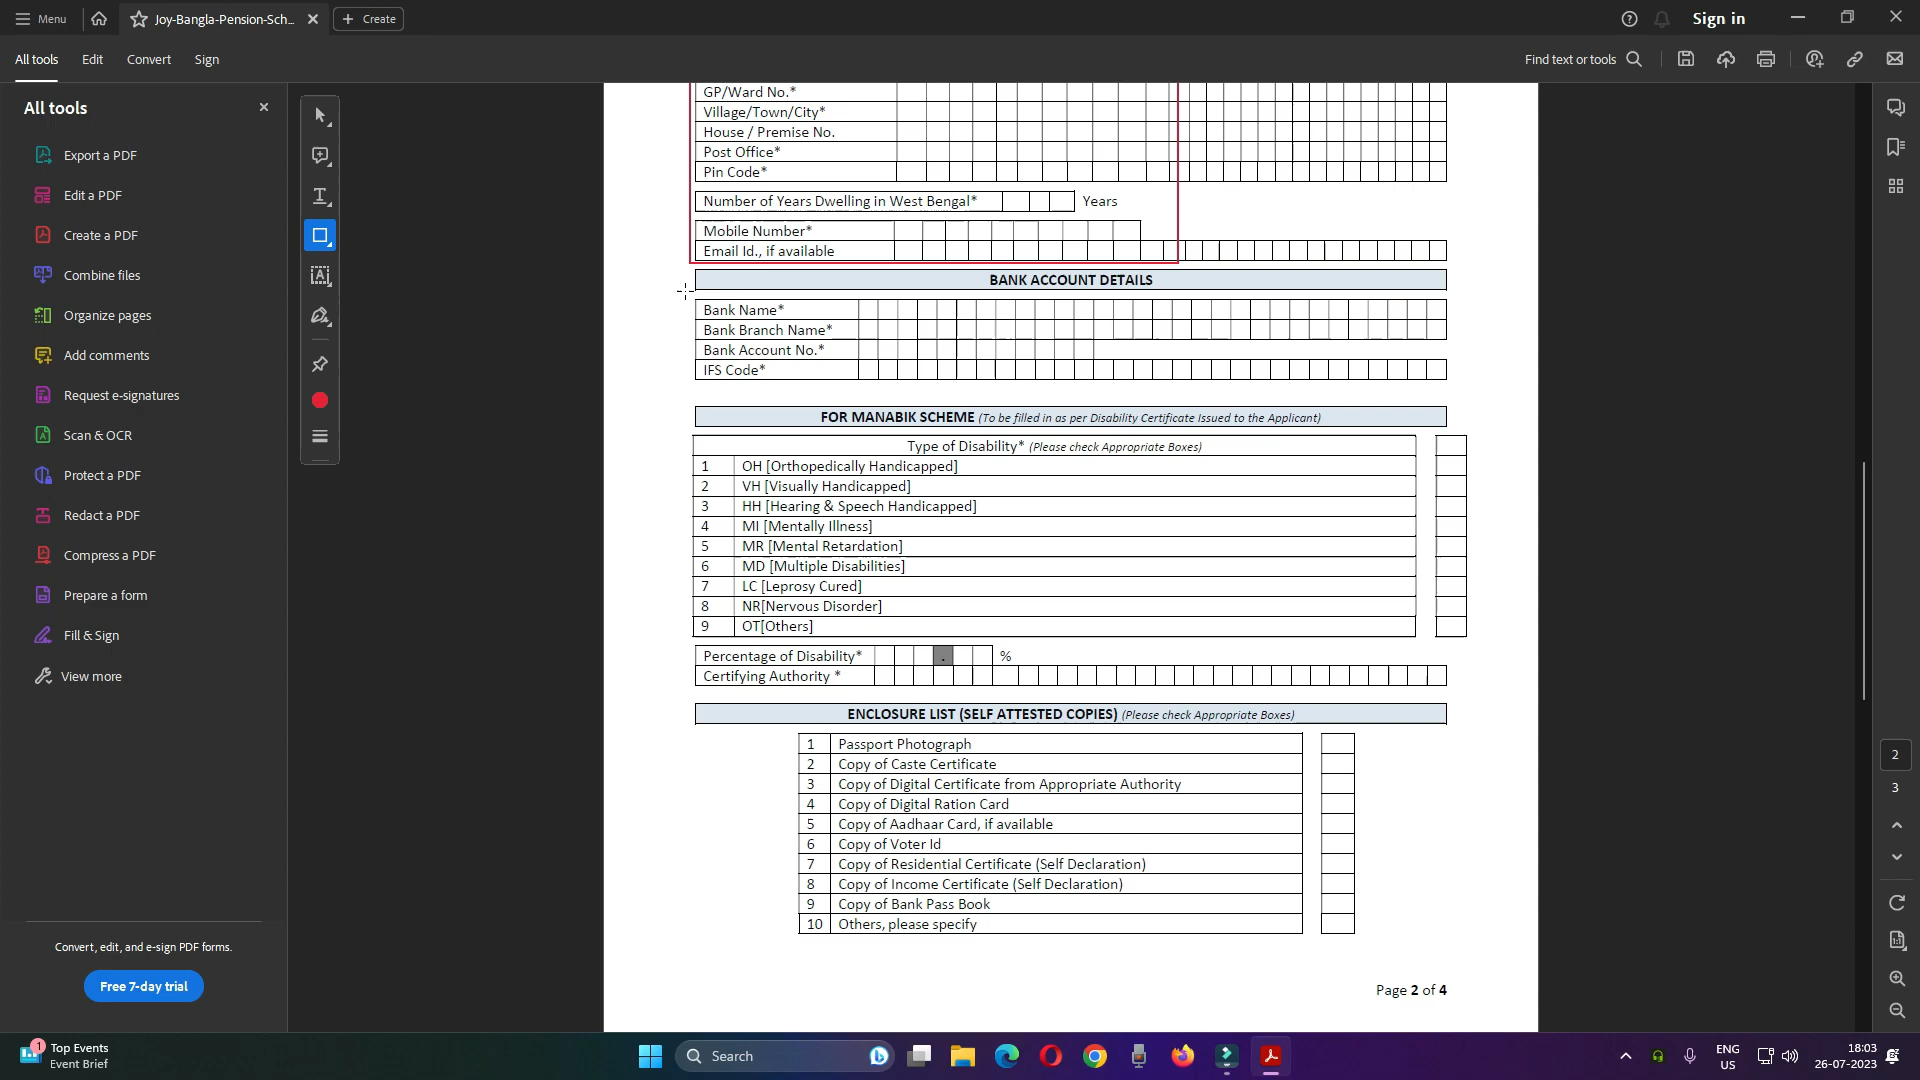 Menu
Joy-Bangla-Pension-Sch...
Create
Sign in
All tools
Edit
Convert
Sign
Find text or tools
All tools
Export a PDF
Edit a PDF
Create a PDF
Combine files
Organize pages
Add comments
Request e-signatures
Scan & OCR
Protect a PDF
Redact a PDF
Compress a PDF
Prepare a form
Fill & Sign
View more
Convert, edit, and e-sign PDF forms.
Free 7-day trial
GP/Ward No.*
Village/Town/City*
House / Premise No.
Post Office*
Pin Code*
Number of Years Dwelling in West Bengal* Years
Mobile Number*
Email Id., if available
BANK ACCOUNT DETAILS
Bank Name*
Bank Branch Name*
Bank Account No.*
IFS Code*
FOR MANABIK SCHEME (To be filled in as per Disability Certificate Issued to the Applicant)
Type of Disability* (Please check Appropriate Boxes)
1 OH [Orthopedically Handicapped]
2 VH [Visually Handicapped]
3 HH [Hearing & Speech Handicapped]
4 MI [Mentally Illness]
5 MR [Mental Retardation]
6 MD [Multiple Disabilities]
7 LC [Leprosy Cured]
8 NR[Nervous Disorder]
9 OT[Others]
Percentage of Disability* . %
Certifying Authority *
ENCLOSURE LIST (SELF ATTESTED COPIES) (Please check Appropriate Boxes)
1 Passport Photograph
2 Copy of Caste Certificate
3 Copy of Digital Certificate from Appropriate Authority
4 Copy of Digital Ration Card
5 Copy of Aadhaar Card, if available
6 Copy of Voter Id
7 Copy of Residential Certificate (Self Declaration)
8 Copy of Income Certificate (Self Declaration)
9 Copy of Bank Pass Book
10 Others, please specify
Page 2 of 4
2
3
1:1
1
Top Events
Event Brief
Search
ENG
US
18:03
26-07-2023